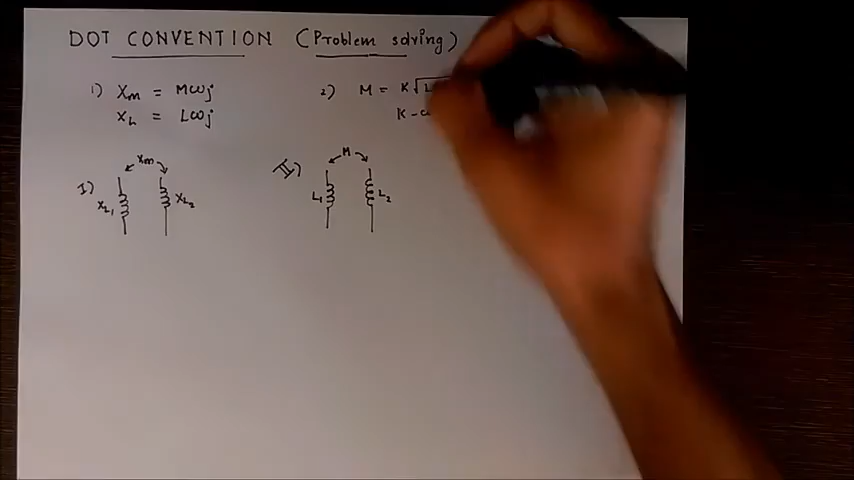 DOT CONVENTION (Problem solving)
1) Xm = Mωj
XL = Lωj
2) M = K√L
K -
I) Xm
XL1 XL2
II) M
L1 L2